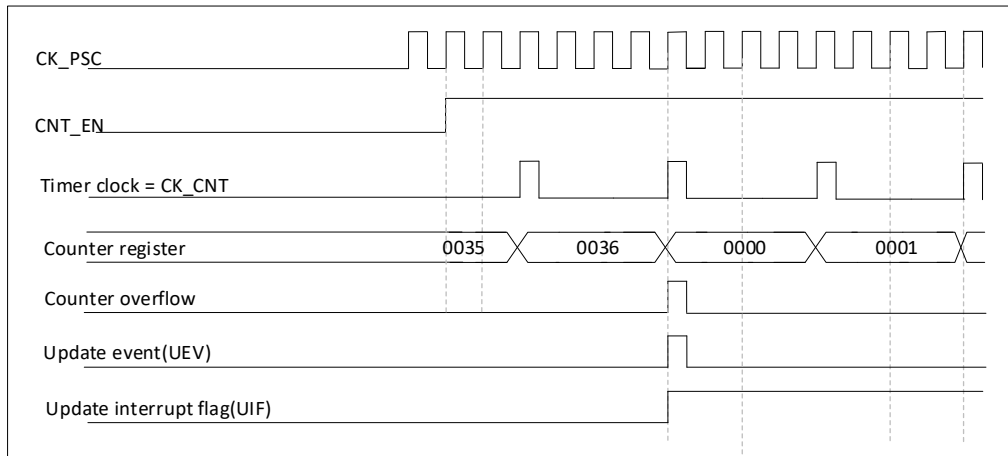 CK_PSC
CNT_EN
Timer clock = CK_CNT
Counter register 0035 0036 0000 0001
Counter overflow
Update event(UEV)
Update interrupt flag(UIF)